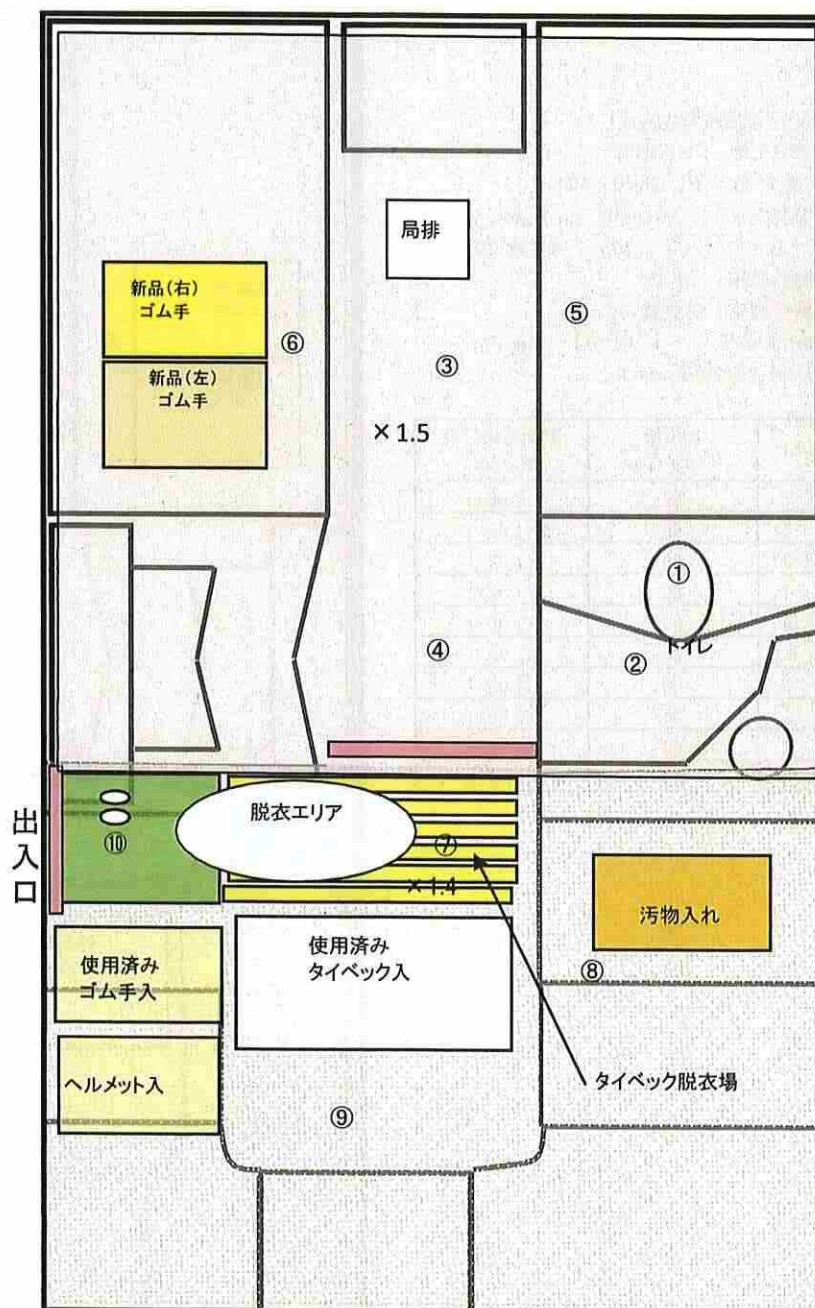 局排
新品(右)
ゴム手
⑥
⑤
③
新品(左)
ゴム手
×1.5
①
トイレ
②
④
出入口
脱衣エリア
⑩
⑦
×1.4
汚物入れ
使用済み
ゴム手入
使用済み
タイベック入
⑧
ヘルメット入
タイベック脱衣場
⑨